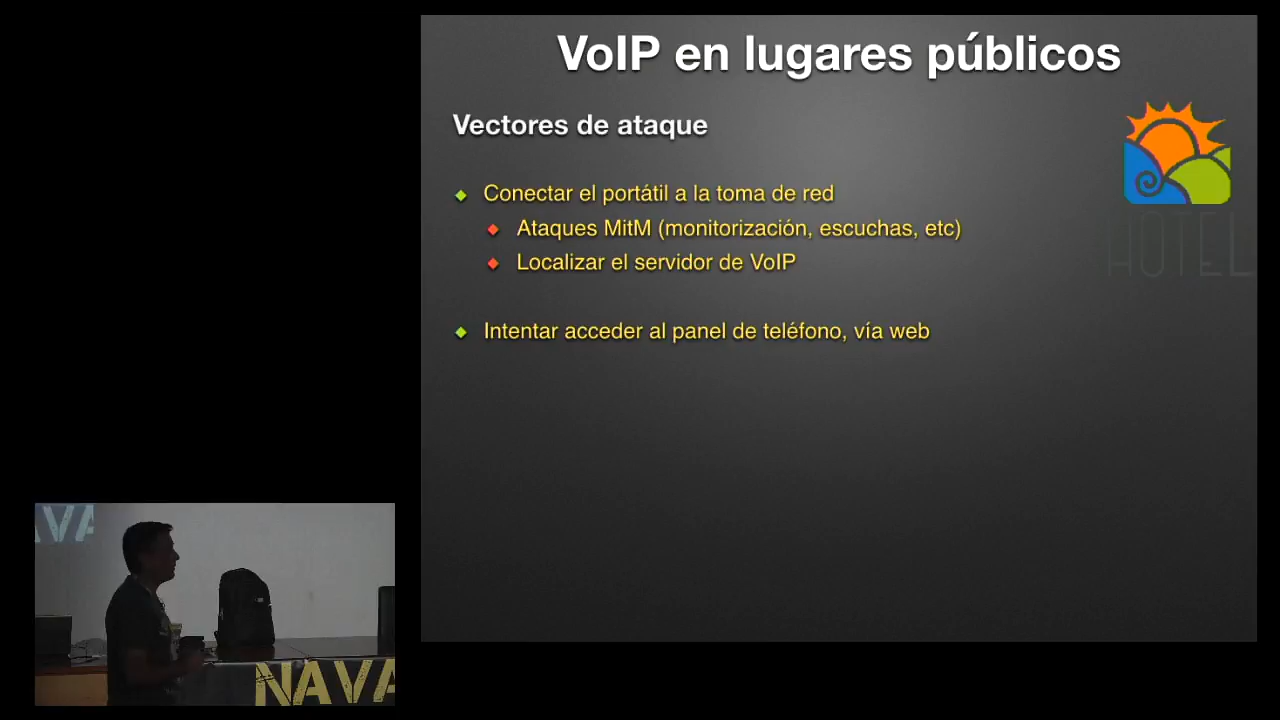 VoIP en lugares públicos
Vectores de ataque
Conectar el portátil a la toma de red
Ataques MitM (monitorización, escuchas, etc)
Localizar el servidor de VoIP
Intentar acceder al panel de teléfono, vía web
HOTEL
NAVA